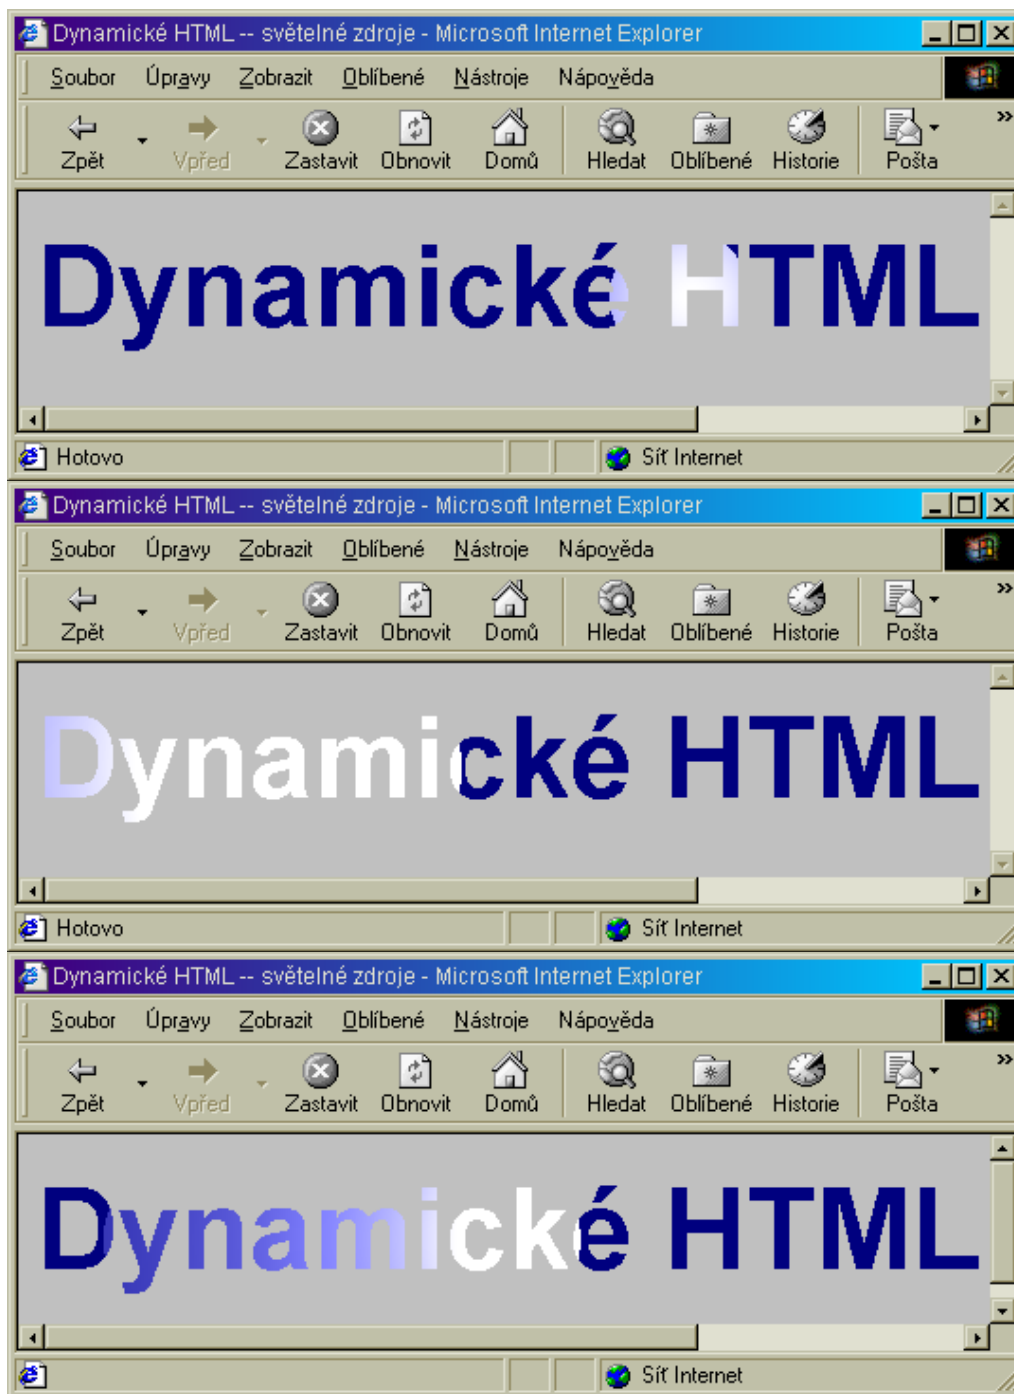 Dynamické HTML -- světelné zdroje - Microsoft Internet Explorer
Soubor Úpravy Zobrazit Oblíbené Nástroje Nápověda
Zpět Vpřed Zastavit Obnovit Domů Hledat Oblíbené Historie Pošta »
Dynamické HTML
Hotovo Síť Internet
Dynamické HTML -- světelné zdroje - Microsoft Internet Explorer
Soubor Úpravy Zobrazit Oblíbené Nástroje Nápověda
Zpět Vpřed Zastavit Obnovit Domů Hledat Oblíbené Historie Pošta »
Dynamické HTML
Hotovo Síť Internet
Dynamické HTML -- světelné zdroje - Microsoft Internet Explorer
Soubor Úpravy Zobrazit Oblíbené Nástroje Nápověda
Zpět Vpřed Zastavit Obnovit Domů Hledat Oblíbené Historie Pošta »
Dynamické HTML
Síť Internet